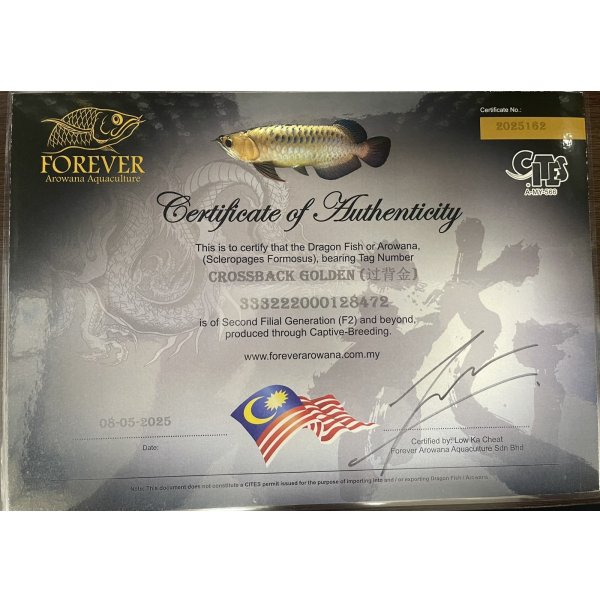 FOREVER
Arowana Aquaculture
Certificate No.:
2025162
CITES
A-MY-566
Certificate of Authenticity
This is to certify that the Dragon Fish or Arowana,
(Scleropages Formosus), bearing Tag Number
CROSSBACK GOLDEN (过背金)
333222000128472
is of Second Filial Generation (F2) and beyond,
produced through Captive-Breeding.
www.foreverarowana.com.my
08-05-2025
Date:
Certified by: Low Ka Cheat
Forever Arowana Aquaculture Sdn Bhd
Note: This document does not constitute a CITES permit issued for the purpose of importing into and / or exporting Dragon Fish / Arowana